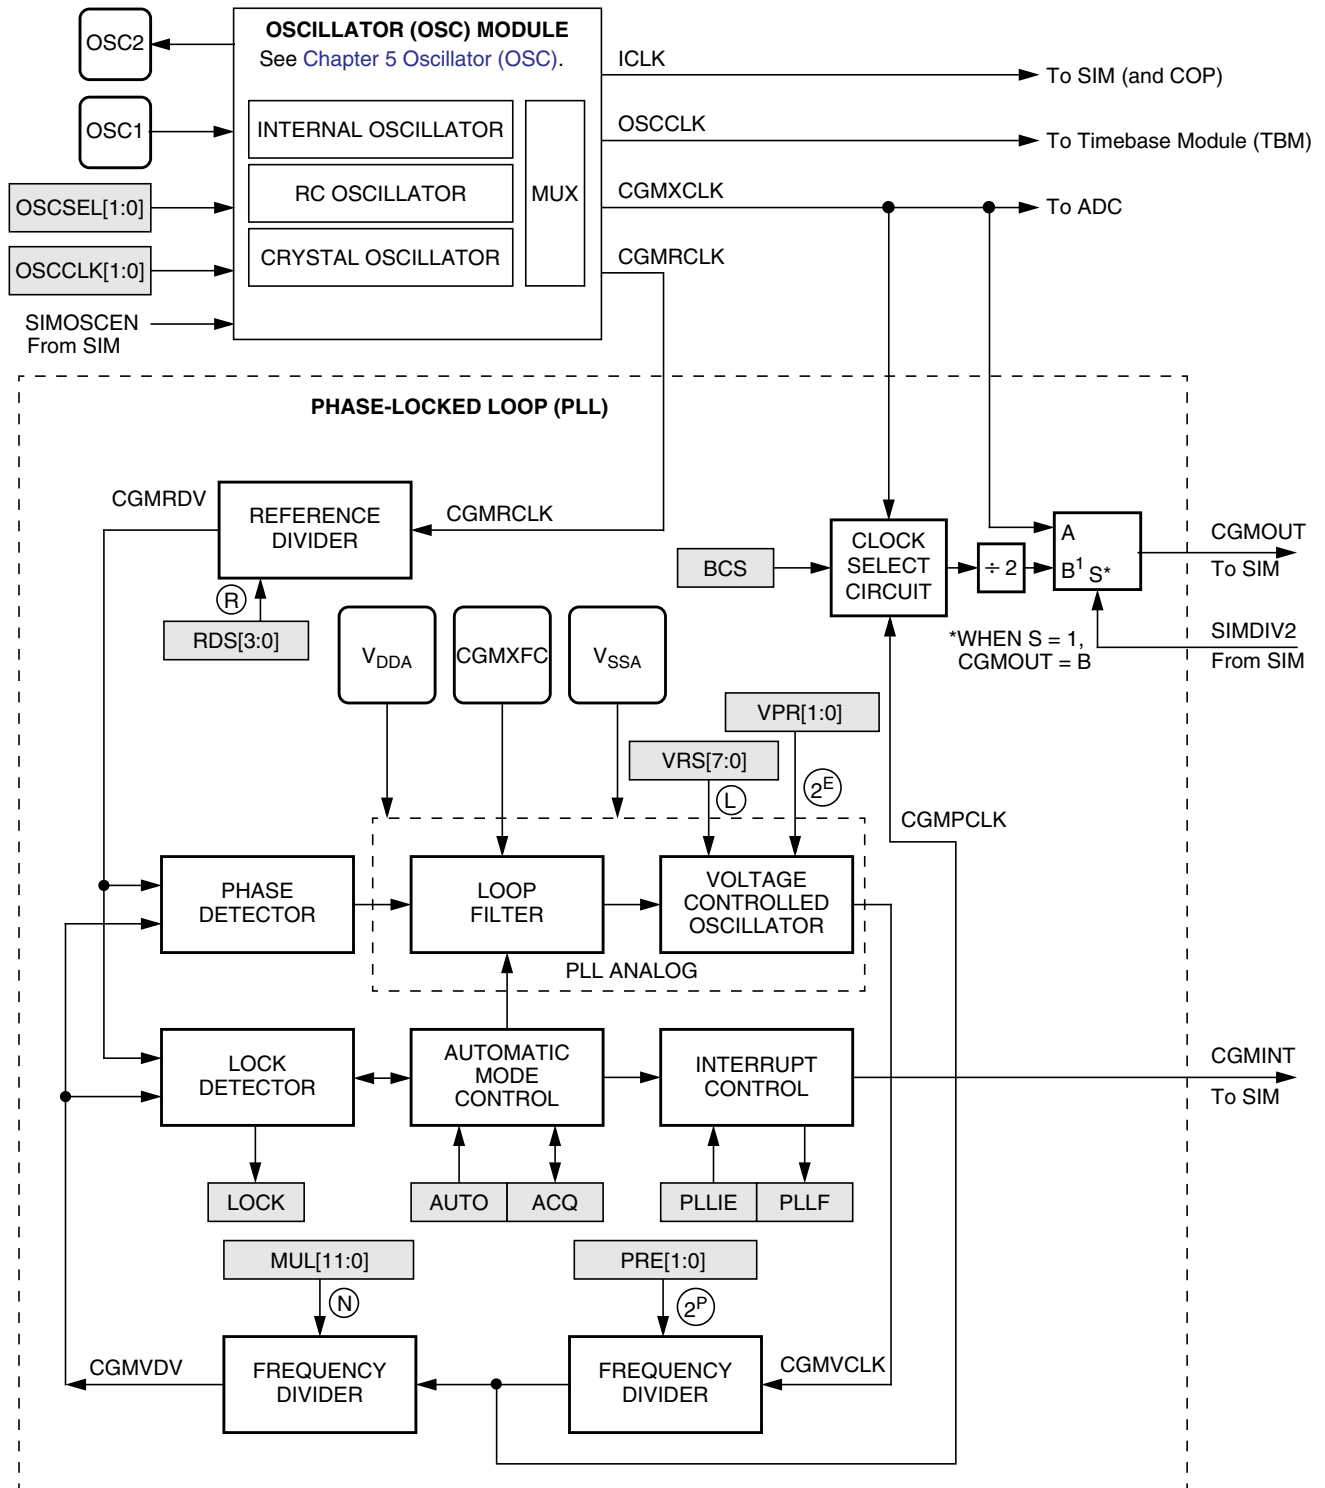 OSCILLATOR (OSC) MODULE
See Chapter 5 Oscillator (OSC).
OSC2
OSC1
OSCSEL[1:0]
OSCCLK[1:0]
SIMOSCEN
From SIM
INTERNAL OSCILLATOR
RC OSCILLATOR
CRYSTAL OSCILLATOR
MUX
ICLK
To SIM (and COP)
OSCCLK
To Timebase Module (TBM)
CGMXCLK
To ADC
CGMRCLK
PHASE-LOCKED LOOP (PLL)
CGMRDV
REFERENCE
DIVIDER
CGMRCLK
R
RDS[3:0]
BCS
CLOCK
SELECT
CIRCUIT
÷ 2
A
B1 S*
CGMOUT
To SIM
*WHEN S = 1,
CGMOUT = B
SIMDIV2
From SIM
VDDA
CGMXFC
VSSA
VPR[1:0]
VRS[7:0]
L
2E
CGMPCLK
PHASE
DETECTOR
LOOP
FILTER
VOLTAGE
CONTROLLED
OSCILLATOR
PLL ANALOG
LOCK
DETECTOR
AUTOMATIC
MODE
CONTROL
INTERRUPT
CONTROL
CGMINT
To SIM
LOCK
AUTO
ACQ
PLLIE
PLLF
MUL[11:0]
N
PRE[1:0]
2P
CGMVDV
FREQUENCY
DIVIDER
FREQUENCY
DIVIDER
CGMVCLK